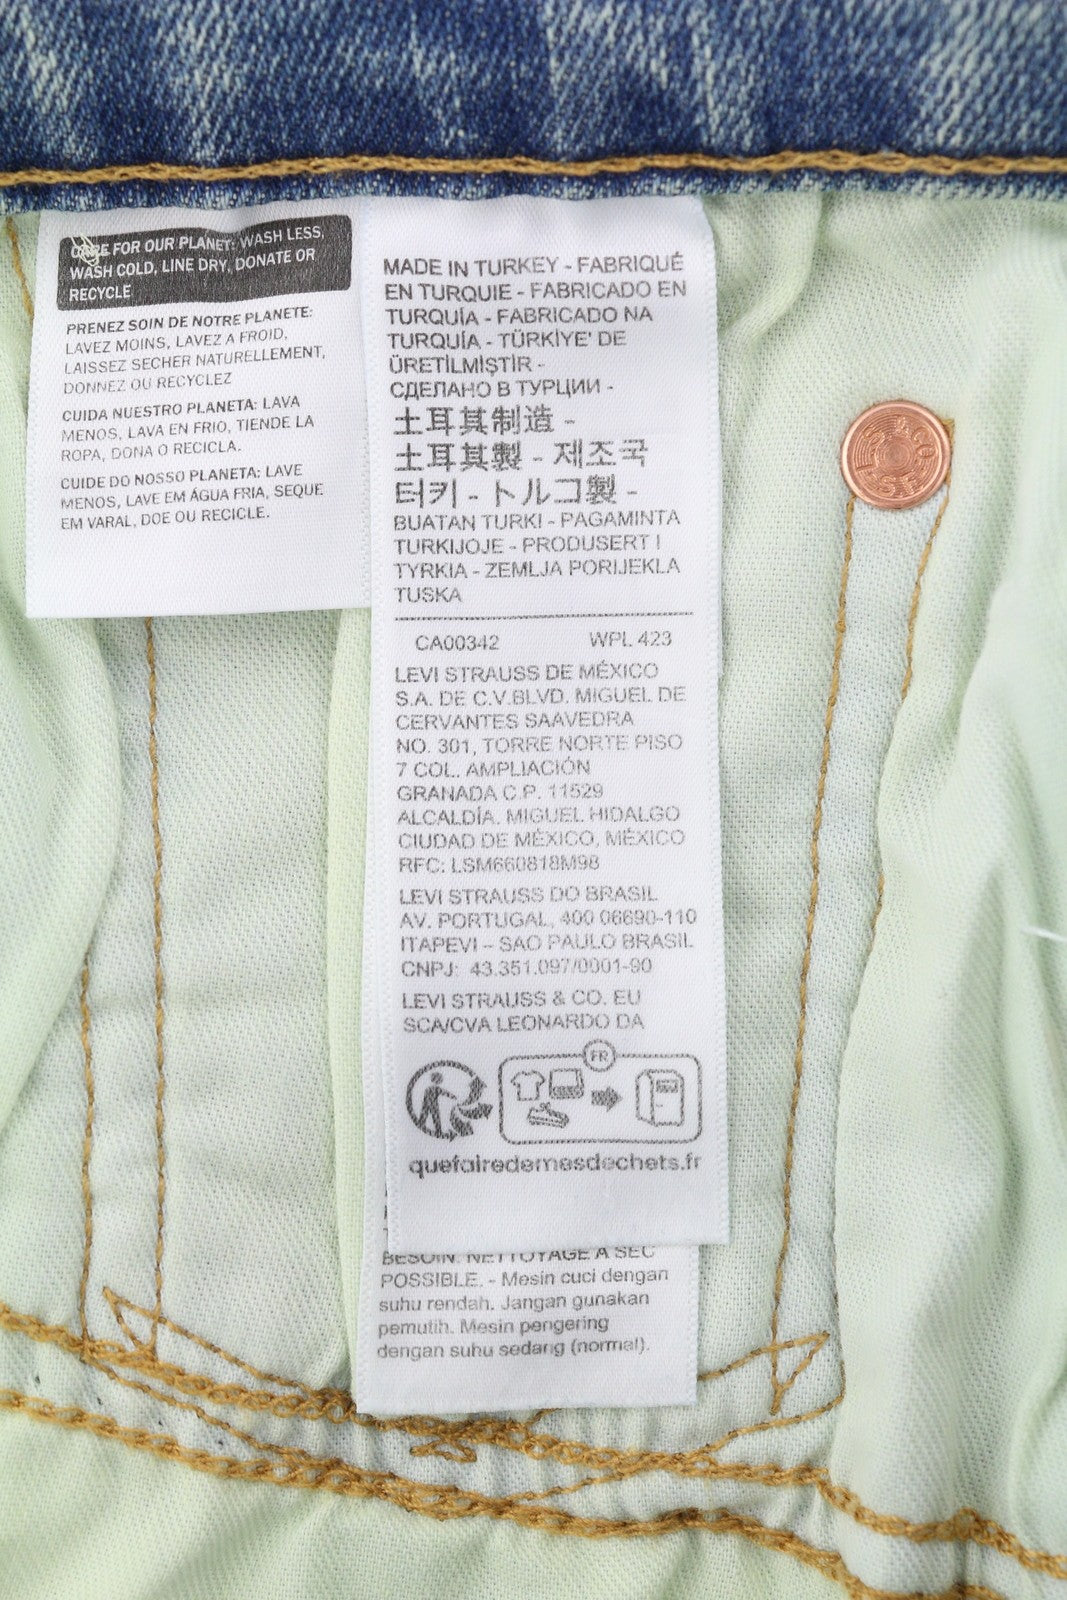 CARE FOR OUR PLANET: WASH LESS,
WASH COLD, LINE DRY, DONATE OR
RECYCLE
PRENEZ SOIN DE NOTRE PLANETE:
LAVEZ MOINS, LAVEZ A FROID,
LAISSEZ SECHER NATURELLEMENT,
DONNEZ OU RECYCLEZ
CUIDA NUESTRO PLANETA: LAVA
MENOS, LAVA EN FRIO, TIENDE LA
ROPA, DONA O RECICLA.
CUIDE DO NOSSO PLANETA: LAVE
MENOS, LAVE EM ÁGUA FRIA, SEQUE
EM VARAL, DOE OU RECICLE.
MADE IN TURKEY - FABRIQUÉ
EN TURQUIE - FABRICADO EN
TURQUÍA - FABRICADO NA
TURQUÍA - TÜRKİYE' DE
ÜRETİLMİŞTİR -
СДЕЛАНО В ТУРЦИИ -
土耳其制造 -
土耳其製 - 제조국
터키 - トルコ製 -
BUATAN TURKI - PAGAMINTA
TURKIJOJE - PRODUSERT I
TYRKIA - ZEMLJA PORIJEKLA
TUSKA
CA00342 WPL 423
LEVI STRAUSS DE MÉXICO
S.A. DE C.V.BLVD. MIGUEL DE
CERVANTES SAAVEDRA
NO. 301, TORRE NORTE PISO
7 COL. AMPLIACIÓN
GRANADA C.P. 11529
ALCALDÍA. MIGUEL HIDALGO
CIUDAD DE MÉXICO, MÉXICO
RFC: LSM660818M98
LEVI STRAUSS DO BRASIL
AV. PORTUGAL, 400 06690-110
ITAPEVI – SAO PAULO BRASIL
CNPJ: 43.351.097/0001-90
LEVI STRAUSS & CO. EU
SCA/CVA LEONARDO DA
FR
quefairedemesdechets.fr
BESOIN. NETTOYAGE A SEC
POSSIBLE. - Mesin cuci dengan
suhu rendah. Jangan gunakan
pemutih. Mesin pengering
dengan suhu sedang (normal).